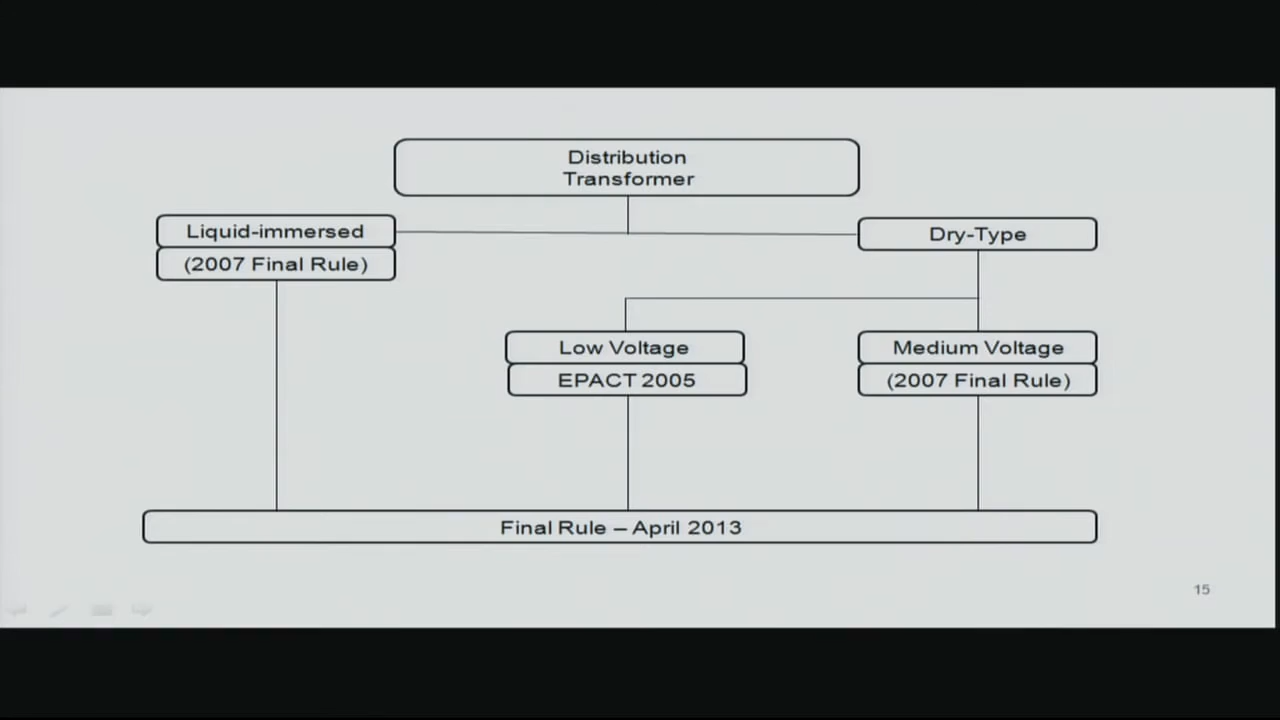 Distribution
Transformer
Liquid-immersed
(2007 Final Rule)
Dry-Type
Low Voltage
EPACT 2005
Medium Voltage
(2007 Final Rule)
Final Rule – April 2013
15